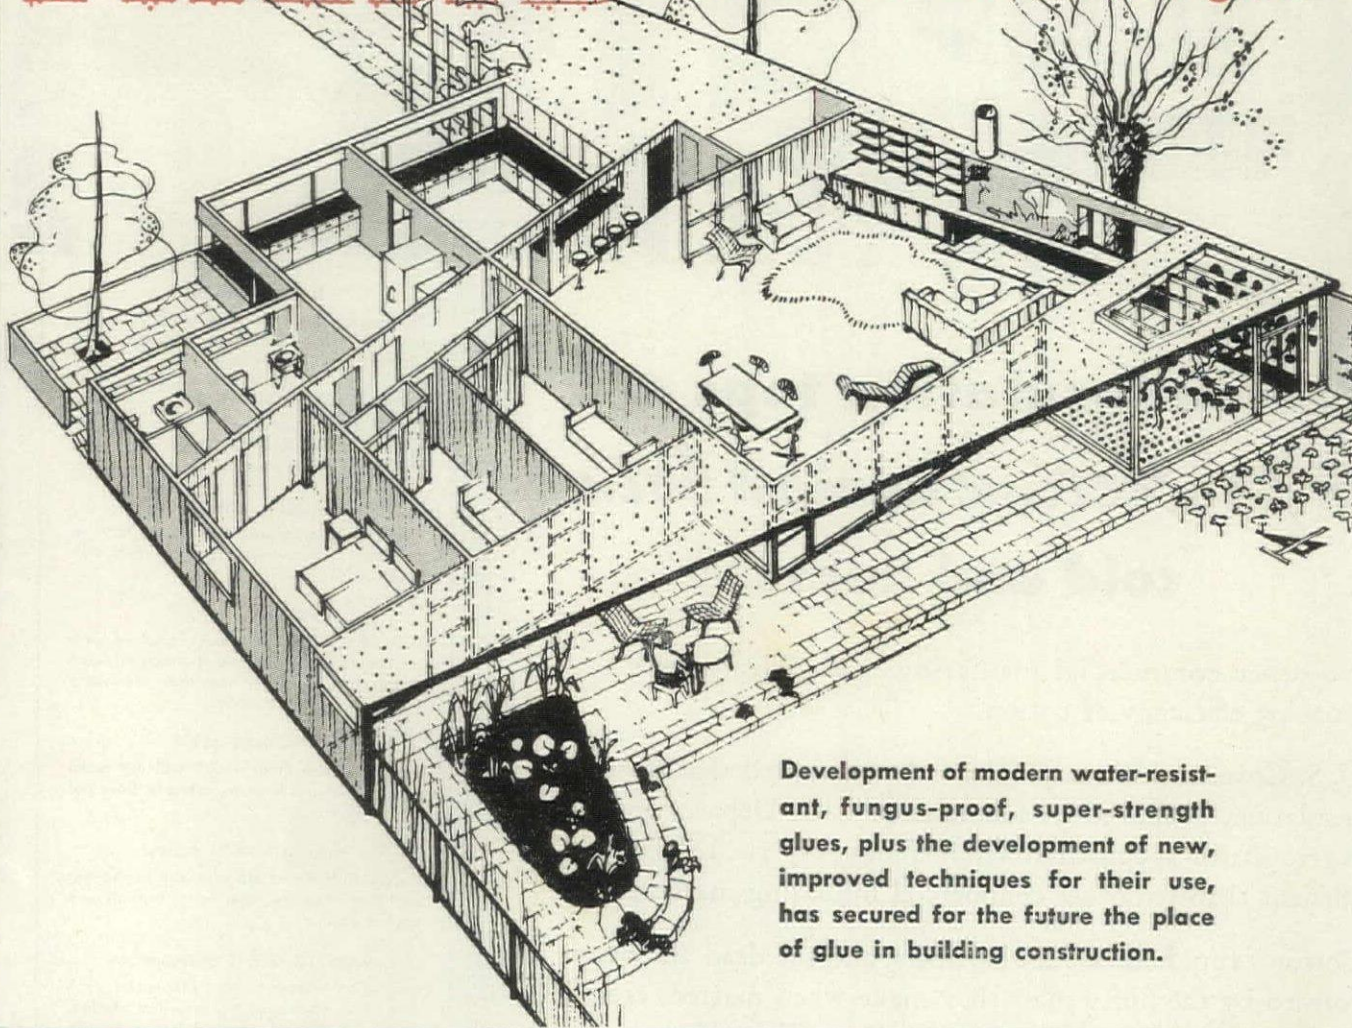 Development of modern water-resist-
ant, fungus-proof, super-strength
glues, plus the development of new,
improved techniques for their use,
has secured for the future the place
of glue in building construction.